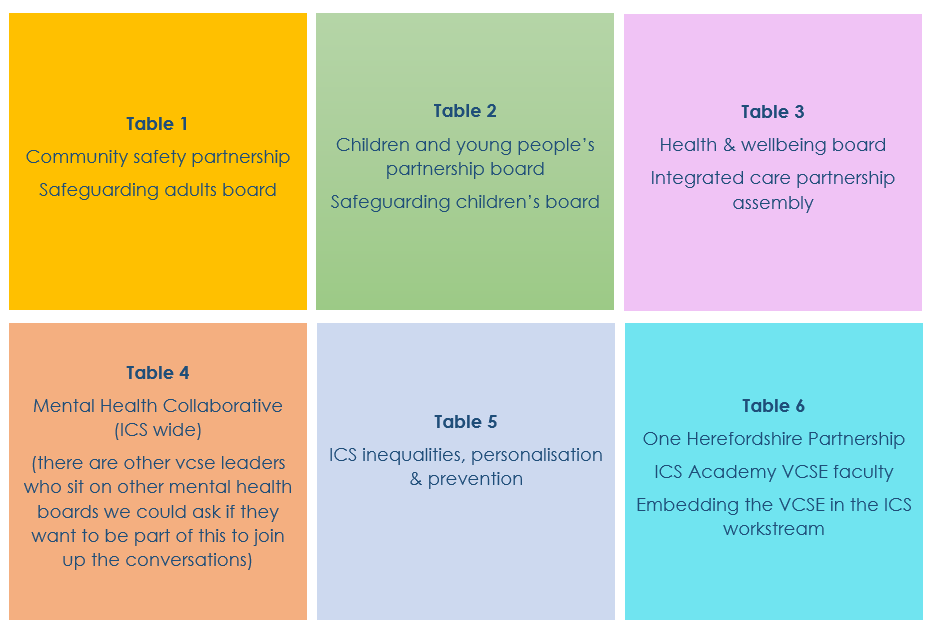 Table 1
Community safety partnership
Safeguarding adults board
Table 2
Children and young people’s
partnership board
Safeguarding children’s board
Table 3
Health & wellbeing board
Integrated care partnership
assembly
Table 4
Mental Health Collaborative
(ICS wide)
(there are other vcse leaders
who sit on other mental health
boards we could ask if they
want to be part of this to join
up the conversations)
Table 5
ICS inequalities, personalisation
& prevention
Table 6
One Herefordshire Partnership
ICS Academy VCSE faculty
Embedding the VCSE in the ICS
workstream